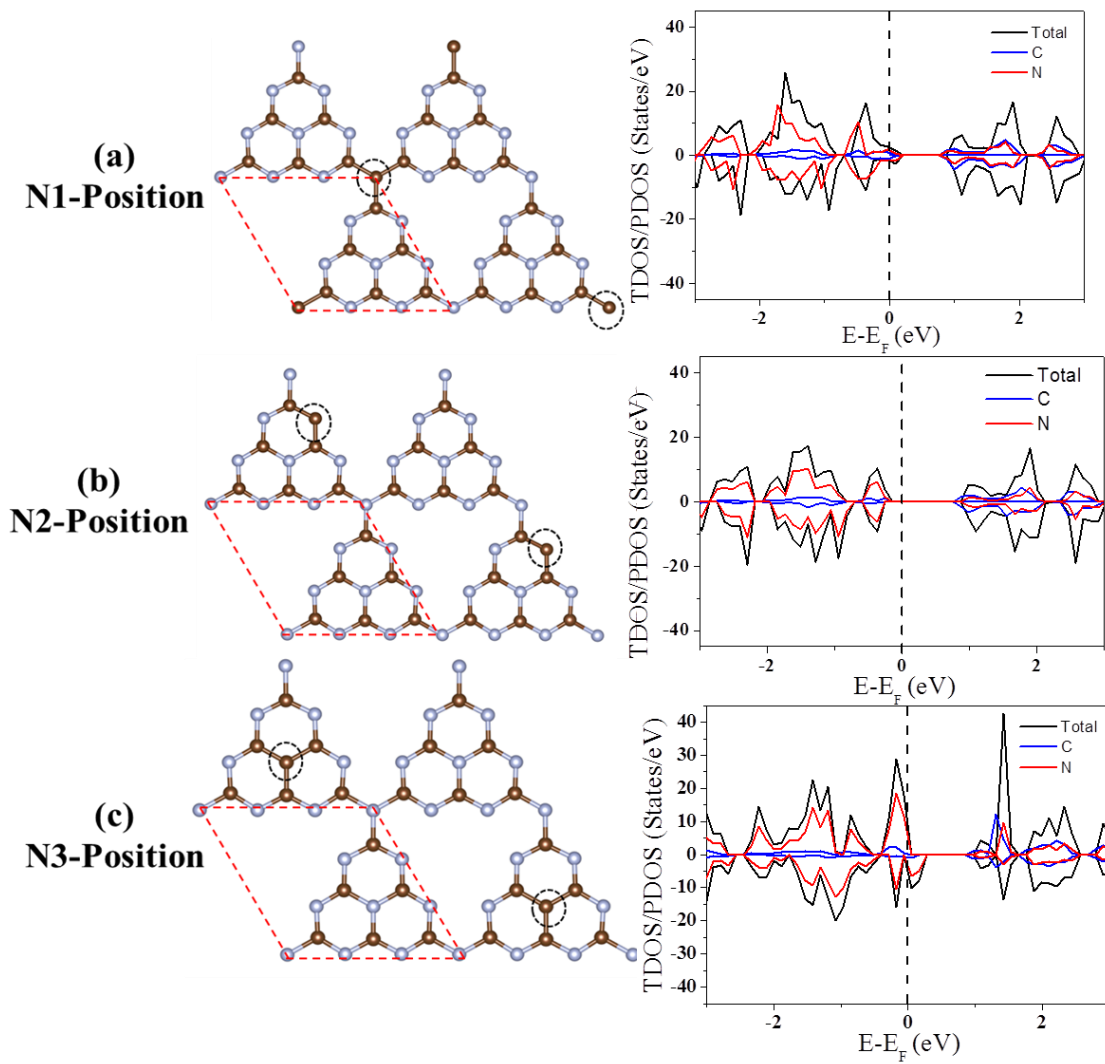 (a)
N1-Position
TDOS/PDOS (States/eV)
40
20
0
-20
-40
Total
C
N
-2
0
2
E-E_F (eV)
(b)
N2-Position
TDOS/PDOS (States/eV)
40
20
0
-20
-40
Total
C
N
-2
0
2
E-E_F (eV)
(c)
N3-Position
TDOS/PDOS (States/eV)
40
30
20
10
0
10
20
30
-40
Total
C
N
-2
0
2
E-E_F (eV)